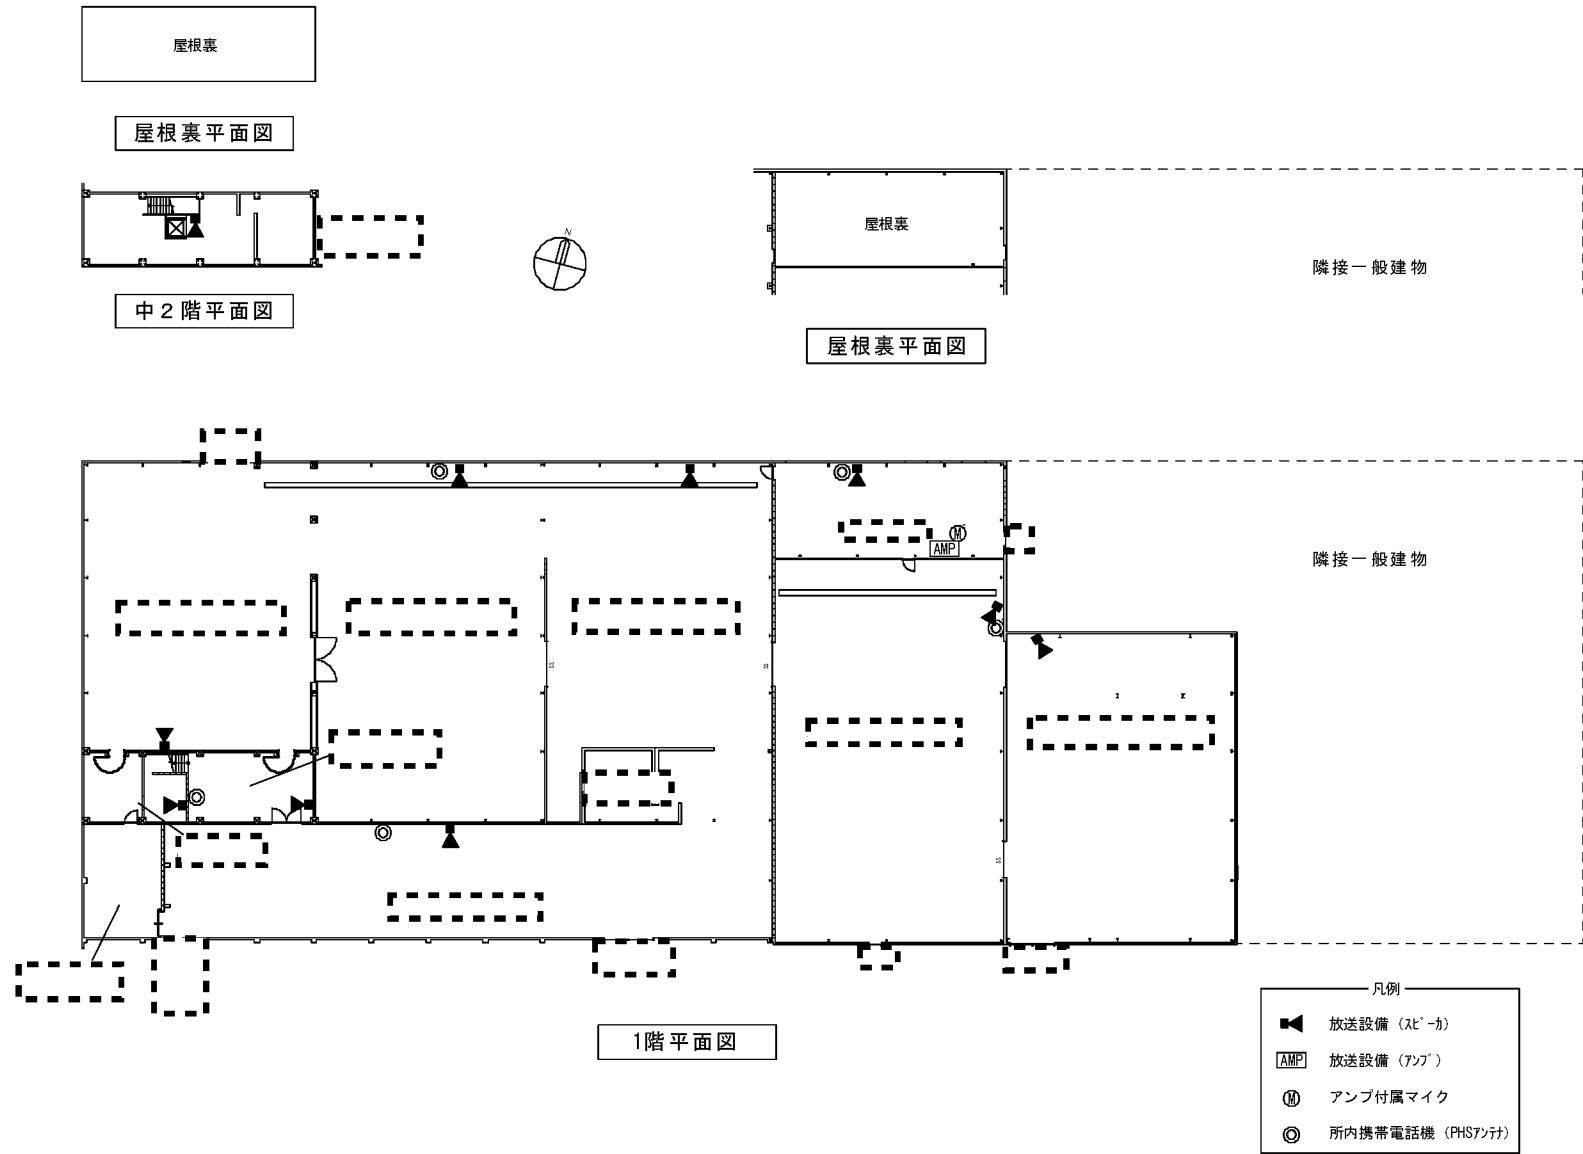 屋根裏
屋根裏平面図
中２階平面図
N
屋根裏
隣接一般建物
屋根裏平面図
M
AMP
隣接一般建物
SS
SS
SS
1階平面図
凡例
放送設備（ｽﾋﾟｰｶ）
AMP 放送設備（ｱﾝﾌﾟ）
M アンプ付属マイク
所内携帯電話機（PHSｱﾝﾃﾅ）